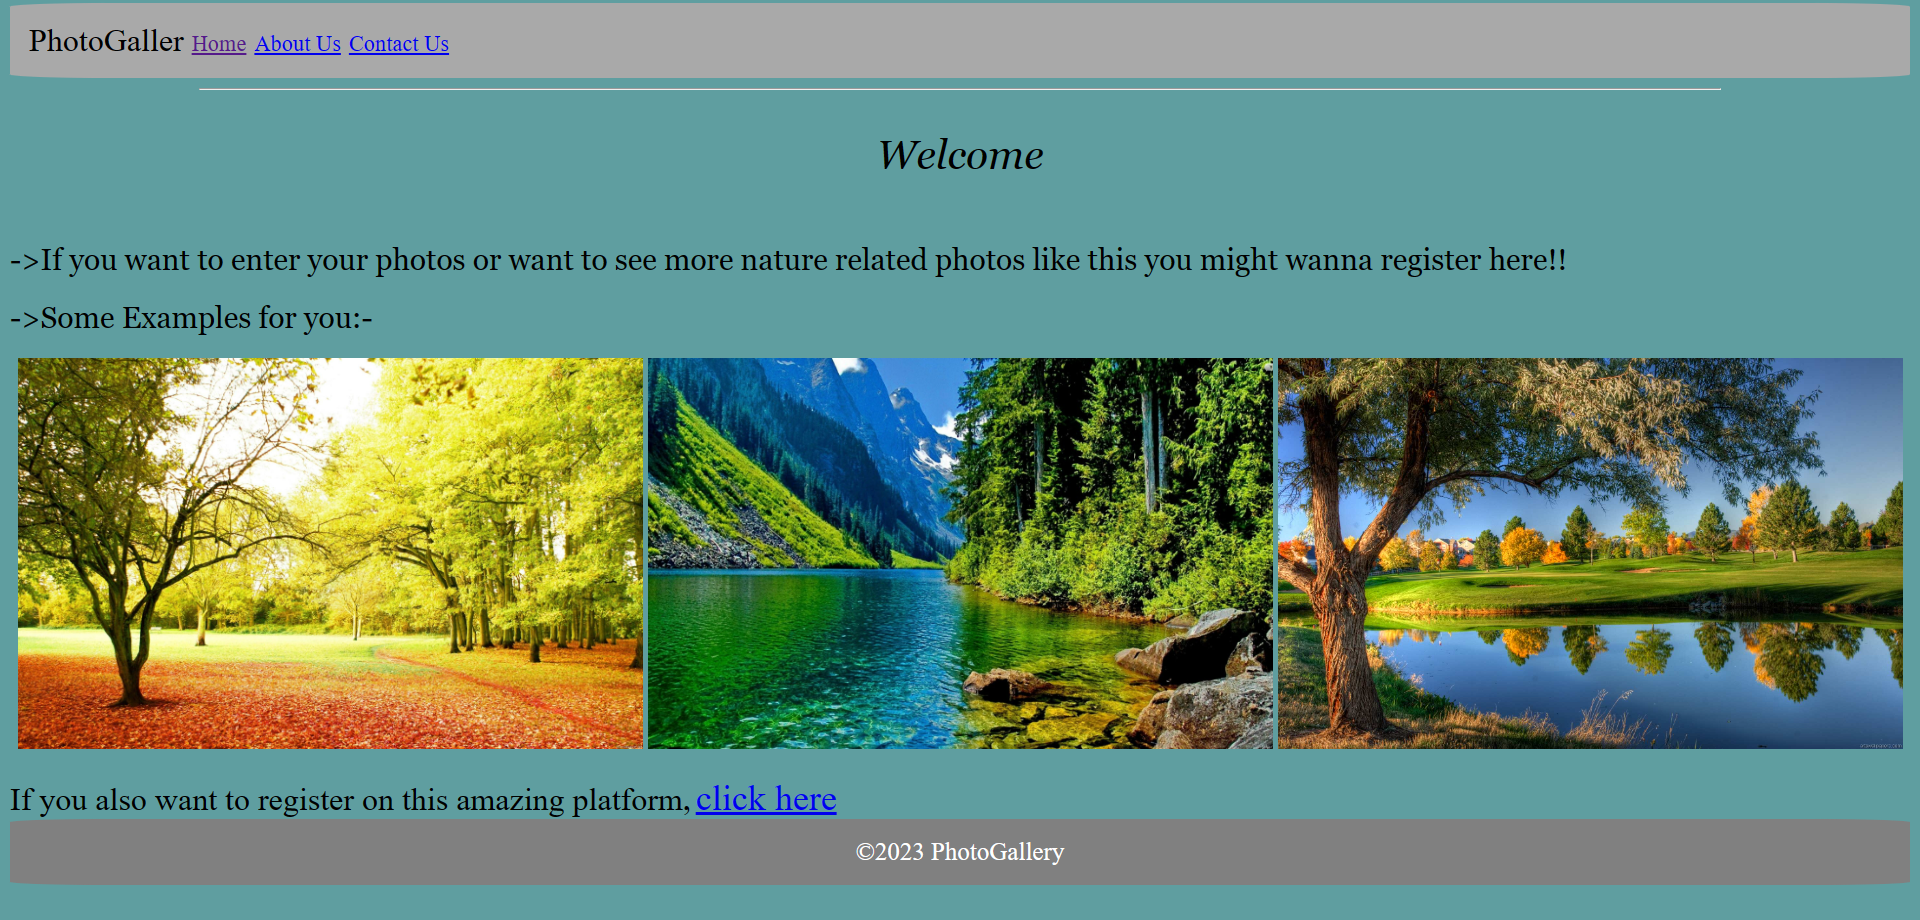 PhotoGaller Home About Us Contact Us
Welcome
->If you want to enter your photos or want to see more nature related photos like this you might wanna register here!!
->Some Examples for you:-
If you also want to register on this amazing platform, click here
©2023 PhotoGallery